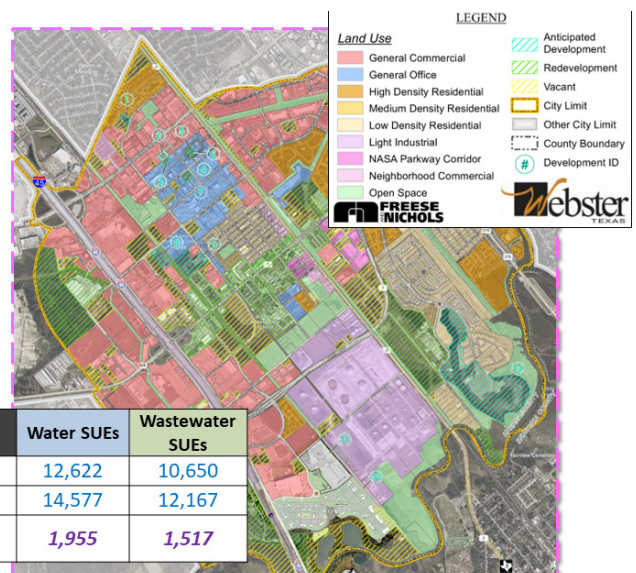 LEGEND
Land Use
General Commercial
General Office
High Density Residential
Medium Density Residential
Low Density Residential
Light Industrial
NASA Parkway Corridor
Neighborhood Commercial
Open Space
Anticipated
Development
Redevelopment
Vacant
City Limit
Other City Limit
County Boundary
# Development ID
FREESE
AND NICHOLS
Webster
TEXAS
45
Water SUEs
Wastewater
SUEs
12,622 10,650
14,577 12,167
1,955 1,517